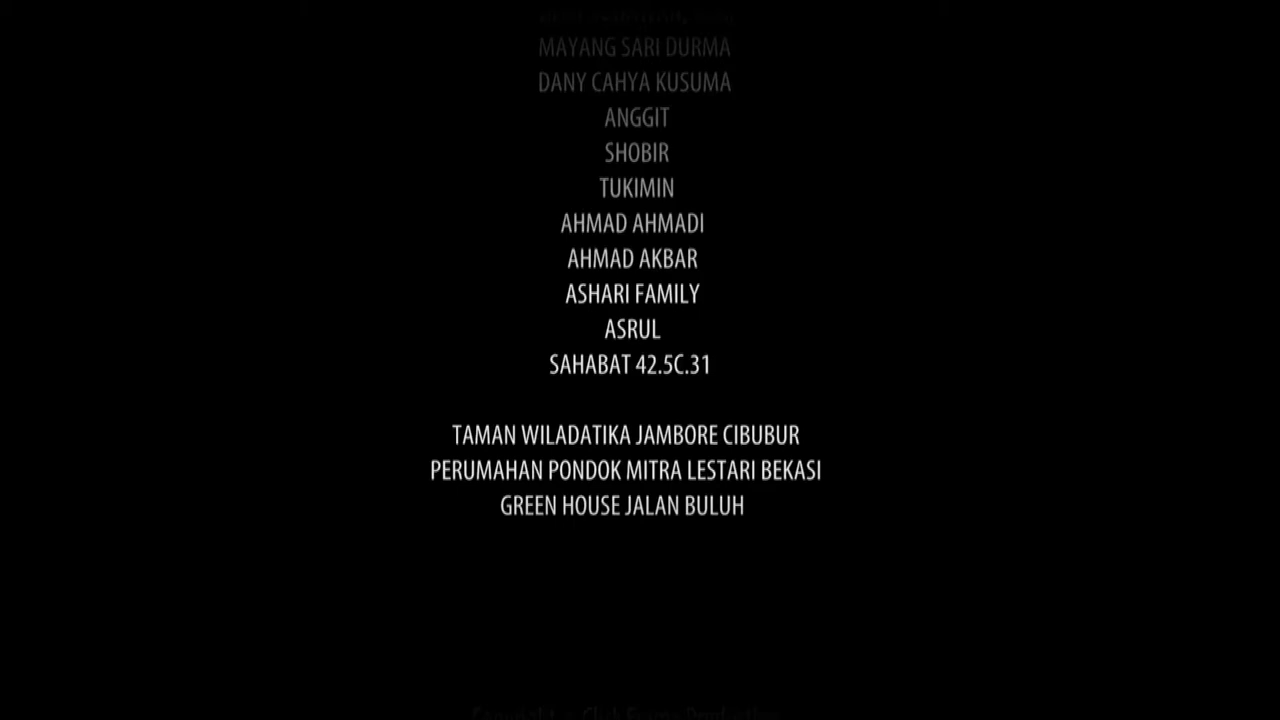 MAYANG SARI DURMA
DANY CAHYA KUSUMA
ANGGIT
SHOBIR
TUKIMIN
AHMAD AHMADI
AHMAD AKBAR
ASHARI FAMILY
ASRUL
SAHABAT 42.5C.31
TAMAN WILADATIKA JAMBORE CIBUBUR
PERUMAHAN PONDOK MITRA LESTARI BEKASI
GREEN HOUSE JALAN BULUH